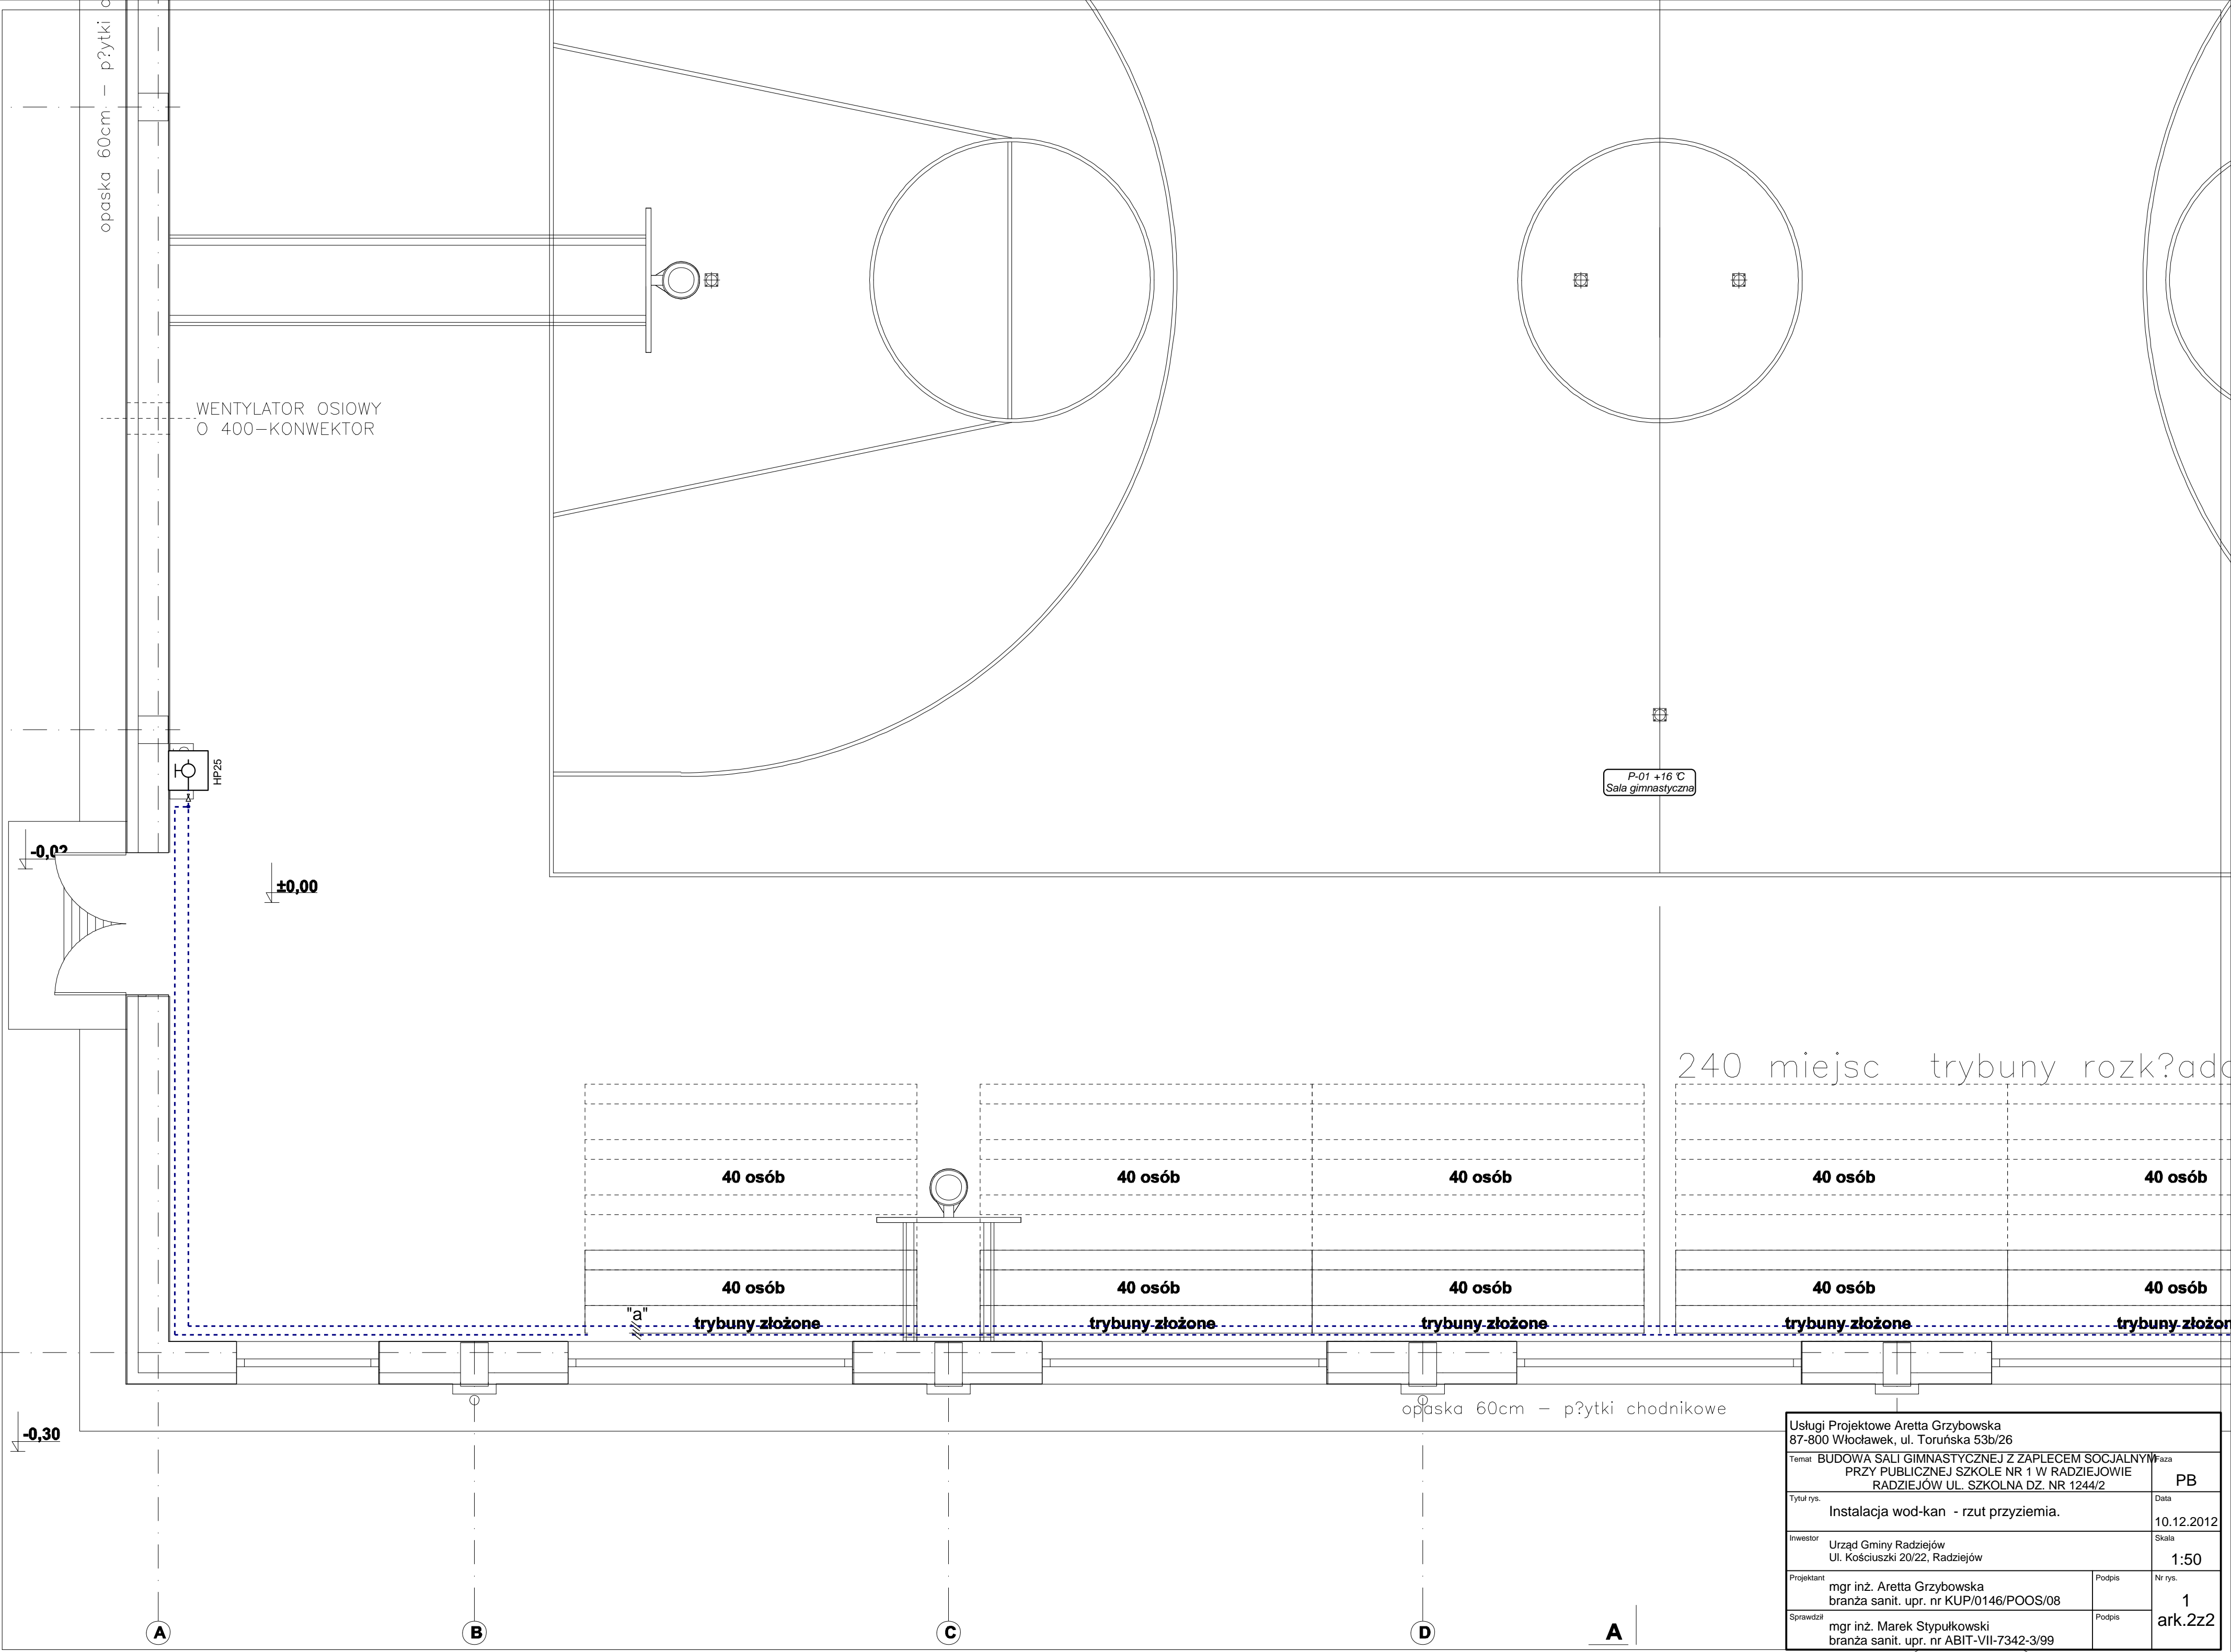 opaska 60cm - p?ytki
WENTYLATOR OSIOWY
O 400-KONWEKTOR
HP25
P-01 +16 °C
Sala gimnastyczna
-0,02
±0,00
240 miejsc trybuny rozk?ada
40 osób 40 osób 40 osób 40 osób 40 osób
40 osób 40 osób 40 osób 40 osób 40 osób
"a"
trybuny złożone trybuny złożone trybuny złożone trybuny złożone trybuny złożon
opaska 60cm - p?ytki chodnikowe
-0,30
A B C D A
Usługi Projektowe Aretta Grzybowska
87-800 Włocławek, ul. Toruńska 53b/26
Temat BUDOWA SALI GIMNASTYCZNEJ Z ZAPLECEM SOCJALNYM
PRZY PUBLICZNEJ SZKOLE NR 1 W RADZIEJOWIE
RADZIEJÓW UL. SZKOLNA DZ. NR 1244/2
Faza
PB
Tytuł rys.
Instalacja wod-kan - rzut przyziemia.
Data
10.12.2012
Inwestor
Urząd Gminy Radziejów
Ul. Kościuszki 20/22, Radziejów
Skala
1:50
Projektant
mgr inż. Aretta Grzybowska
branża sanit. upr. nr KUP/0146/POOS/08
Podpis
Nr rys.
1
ark.2z2
Sprawdził
mgr inż. Marek Stypułkowski
branża sanit. upr. nr ABIT-VII-7342-3/99
Podpis